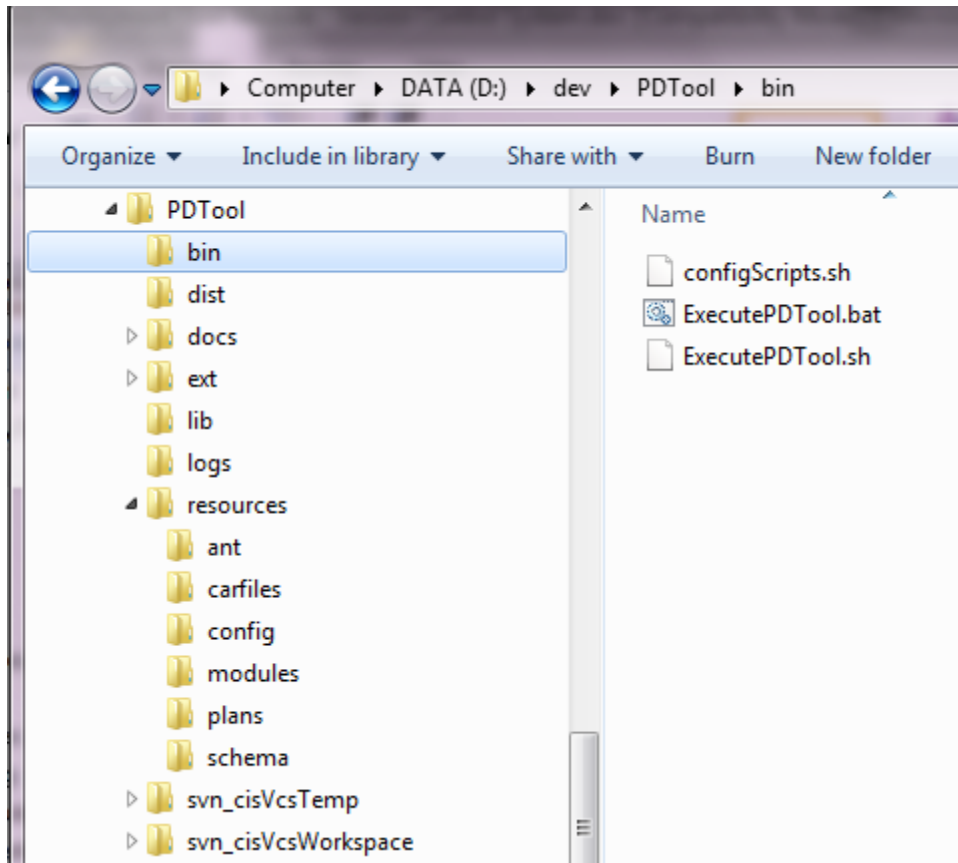 Computer DATA (D:) dev PDTool bin
Organize Include in library Share with Burn New folder
PDTool
bin
dist
docs
ext
lib
logs
resources
ant
carfiles
config
modules
plans
schema
svn_cisVcsTemp
svn_cisVcsWorkspace
Name
configScripts.sh
ExecutePDTool.bat
ExecutePDTool.sh